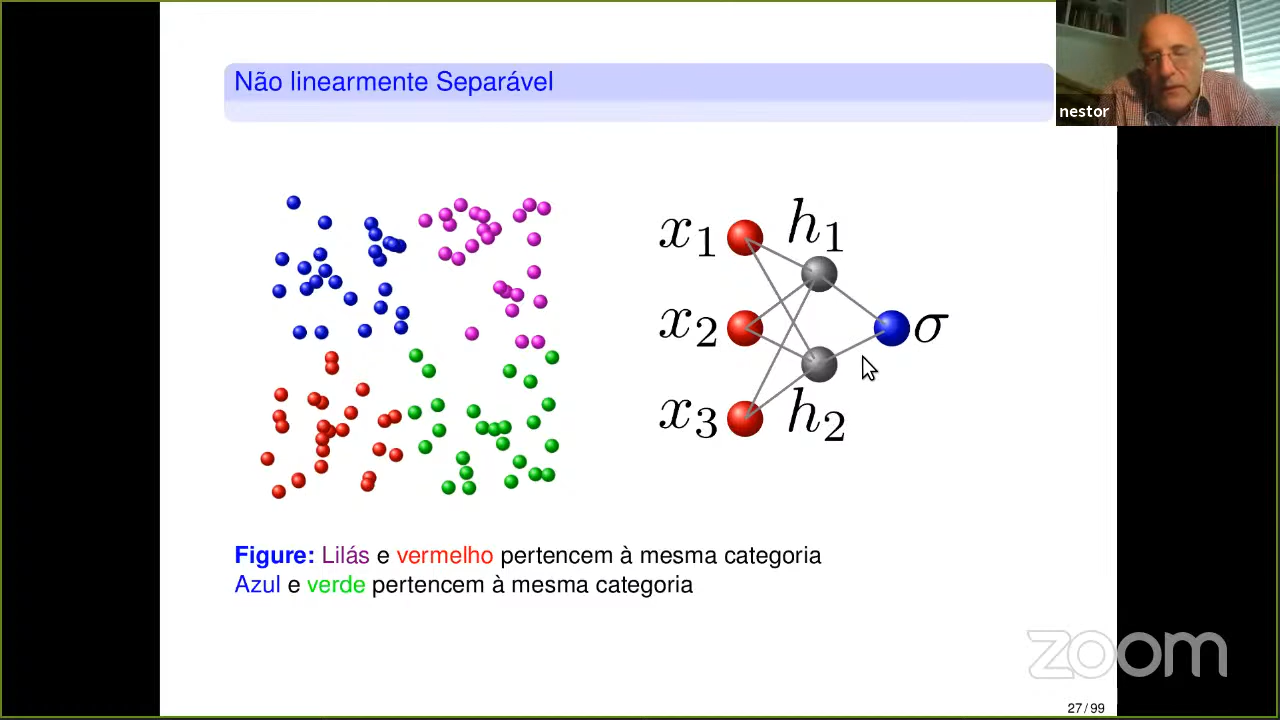 Não linearmente Separável
nestor
x1
h1
x2
σ
x3
h2
Figure: Lilás e vermelho pertencem à mesma categoria
Azul e verde pertencem à mesma categoria
zoom
27 / 99